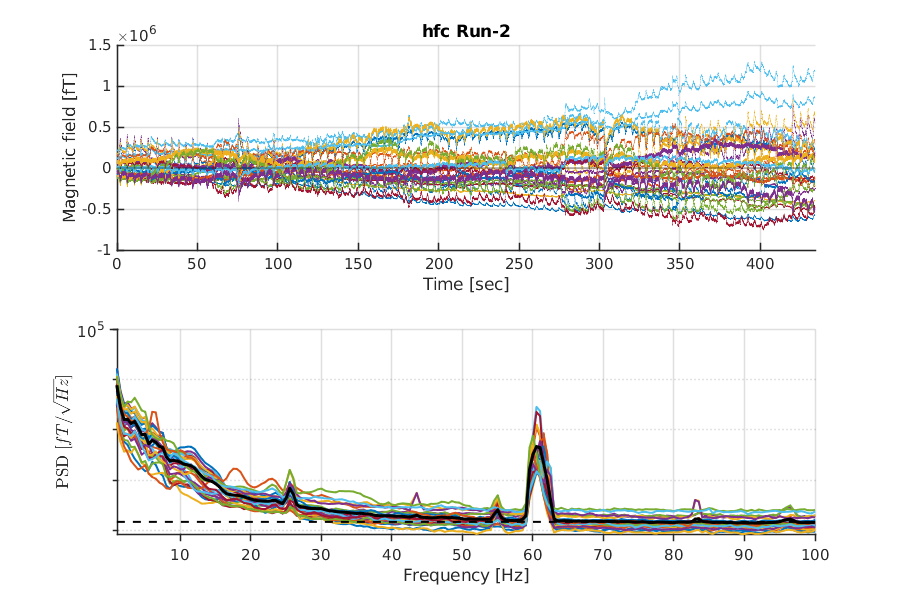 hfc Run-2
×10^6
Magnetic field [fT]
1.5
1
0.5
0
-0.5
-1
0 50 100 150 200 250 300 350 400
Time [sec]
PSD [fT/√Hz]
10^5
10 20 30 40 50 60 70 80 90 100
Frequency [Hz]